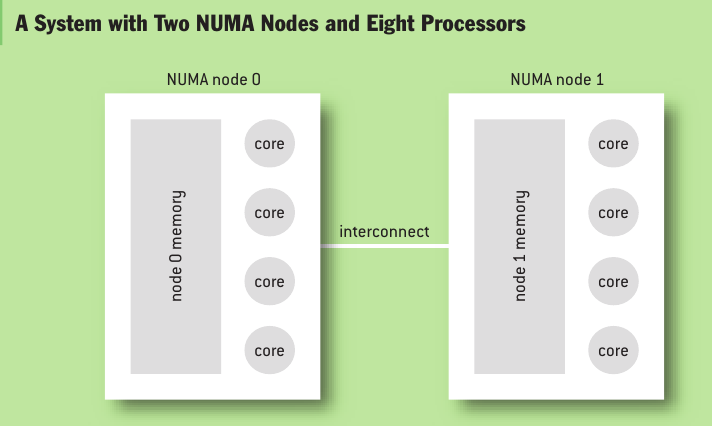 A System with Two NUMA Nodes and Eight Processors
NUMA node 0
node 0 memory
core
core
core
core
interconnect
NUMA node 1
node 1 memory
core
core
core
core